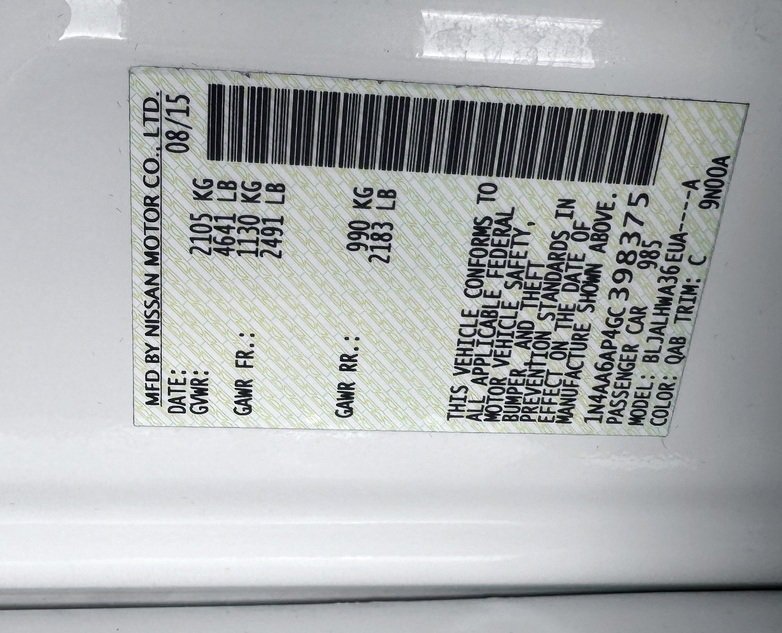 MFD BY NISSAN MOTOR CO., LTD.
DATE: 08/15
GVWR: 2105 KG
4641 LB
GAWR FR.: 1130 KG
2491 LB
GAWR RR.: 990 KG
2183 LB
THIS VEHICLE CONFORMS TO
ALL APPLICABLE FEDERAL
MOTOR VEHICLE SAFETY,
BUMPER, AND THEFT
PREVENTION STANDARDS IN
EFFECT ON THE DATE OF
MANUFACTURE SHOWN ABOVE.
1N4AA6AP4GC398375
PASSENGER CAR 985
MODEL: BLJALHWA36EUA----A
COLOR: QAB TRIM: C 9N00A